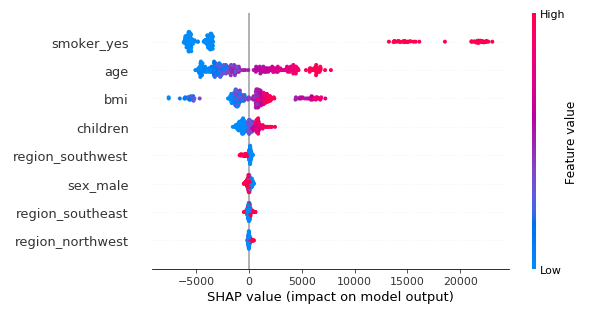 High
smoker_yes
age
bmi
children
region_southwest
sex_male
region_southeast
region_northwest
Feature value
Low
−5000 0 5000 10000 15000 20000
SHAP value (impact on model output)